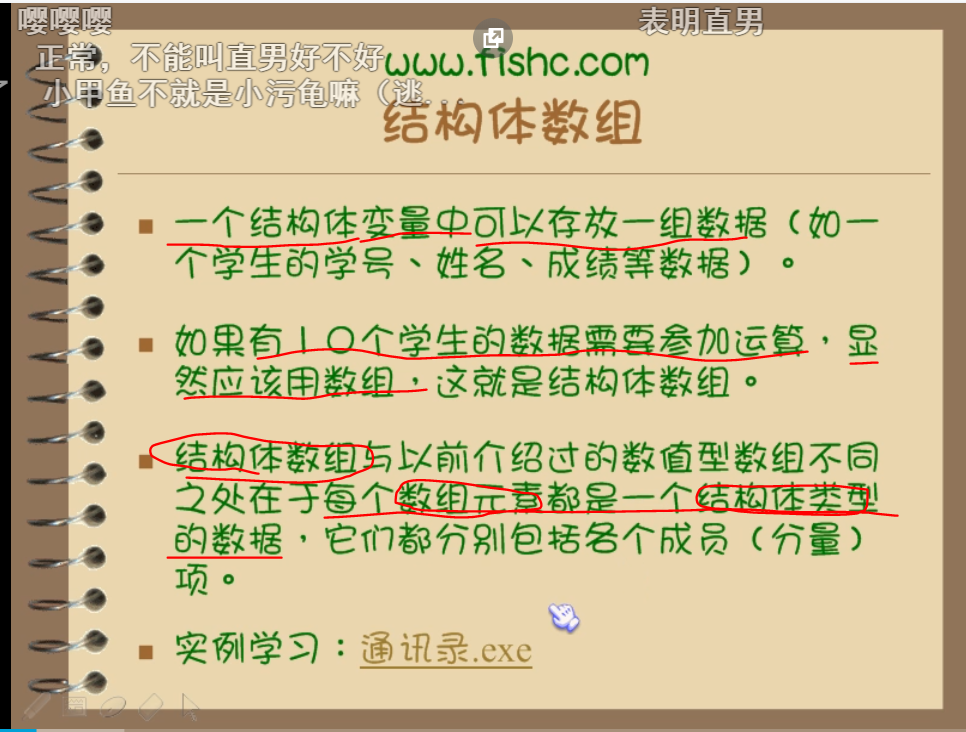 嘤嘤嘤
表明直男
正常，不能叫直男好不好
www.fishc.com
小甲鱼不就是小污龟嘛（逃...
结构体数组
一个结构体变量中可以存放一组数据（如一
个学生的学号、姓名、成绩等数据）。
如果有10个学生的数据需要参加运算，显
然应该用数组，这就是结构体数组。
结构体数组与以前介绍过的数值型数组不同
之处在于每个数组元素都是一个结构体类型
的数据，它们都分别包括各个成员（分量）
项。
实例学习：通讯录.exe